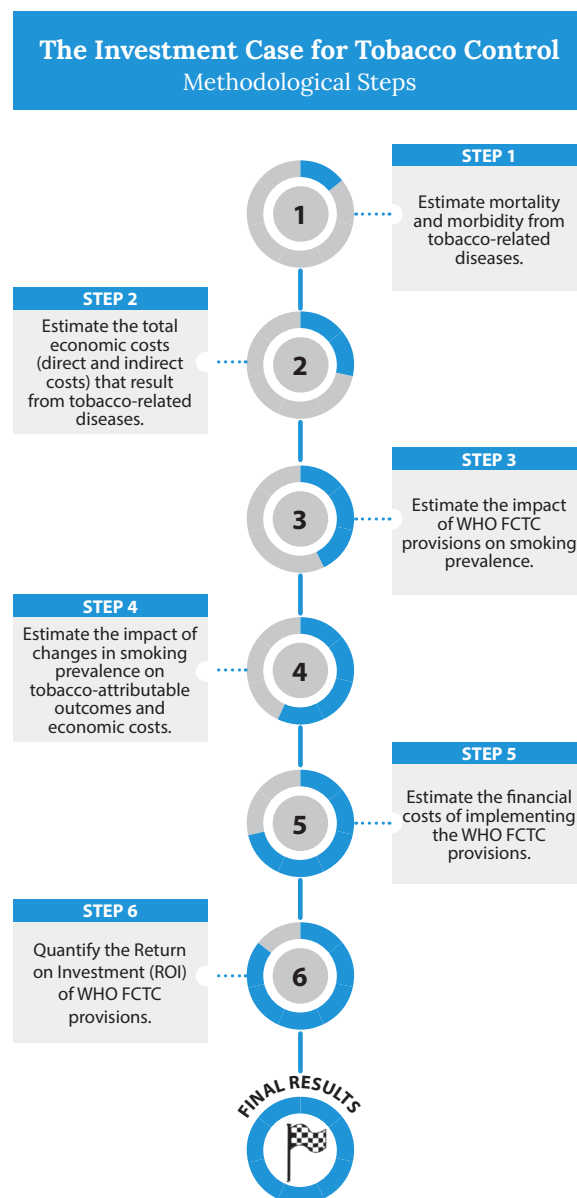 The Investment Case for Tobacco Control
Methodological Steps
1
STEP 1
Estimate mortality
and morbidity from
tobacco-related
diseases.
STEP 2
Estimate the total
economic costs
(direct and indirect
costs) that result
from tobacco-related
diseases.
2
3
STEP 3
Estimate the impact
of WHO FCTC
provisions on smoking
prevalence.
STEP 4
Estimate the impact of
changes in smoking
prevalence on
tobacco-attributable
outcomes and
economic costs.
4
5
STEP 5
Estimate the financial
costs of implementing
the WHO FCTC
provisions.
STEP 6
Quantify the Return
on Investment (ROI)
of WHO FCTC
provisions.
6
FINAL RESULTS